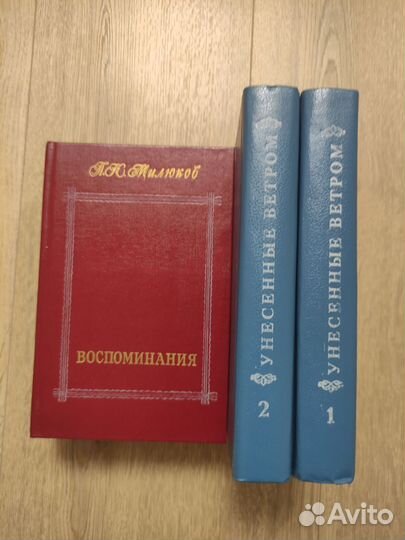 П.Н.Милюков
ВОСПОМИНАНИЯ
УНЕСЕННЫЕ ВЕТРОМ
2
УНЕСЕННЫЕ ВЕТРОМ
1
Avito